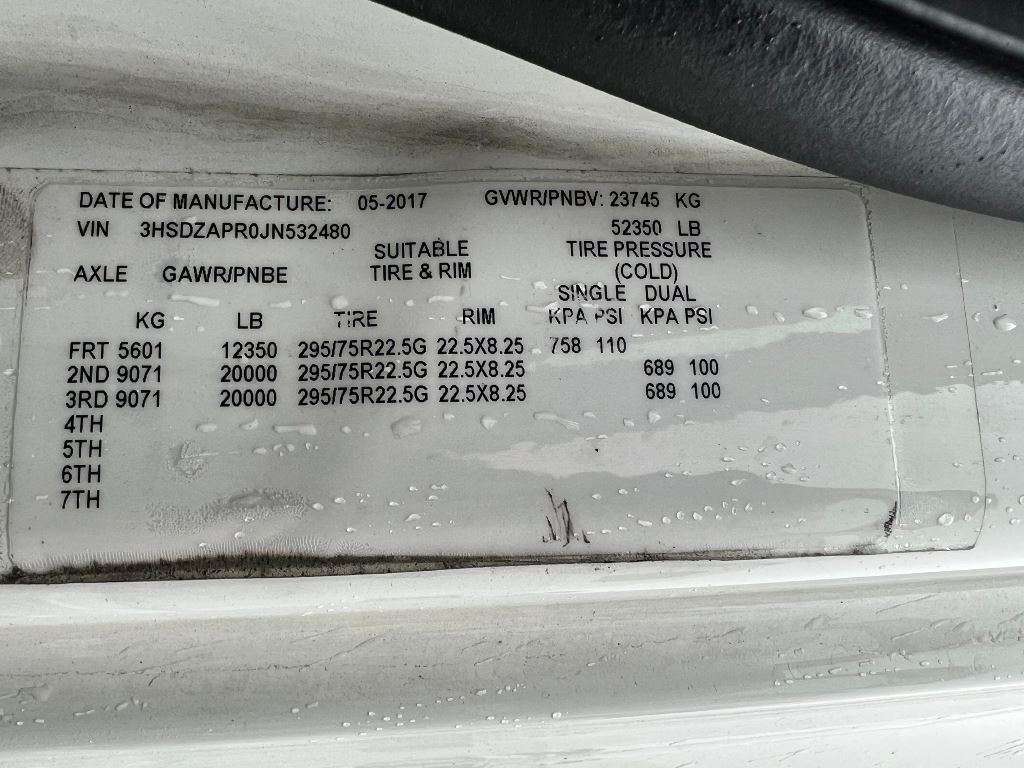 DATE OF MANUFACTURE: 05-2017 GVWR/PNBV: 23745 KG
VIN 3HSDZAPR0JN532480 52350 LB
SUITABLE TIRE PRESSURE
AXLE GAWR/PNBE TIRE & RIM (COLD)
SINGLE DUAL
KG LB TIRE RIM KPA PSI KPA PSI
FRT 5601 12350 295/75R22.5G 22.5X8.25 758 110
2ND 9071 20000 295/75R22.5G 22.5X8.25 689 100
3RD 9071 20000 295/75R22.5G 22.5X8.25 689 100
4TH
5TH
6TH
7TH